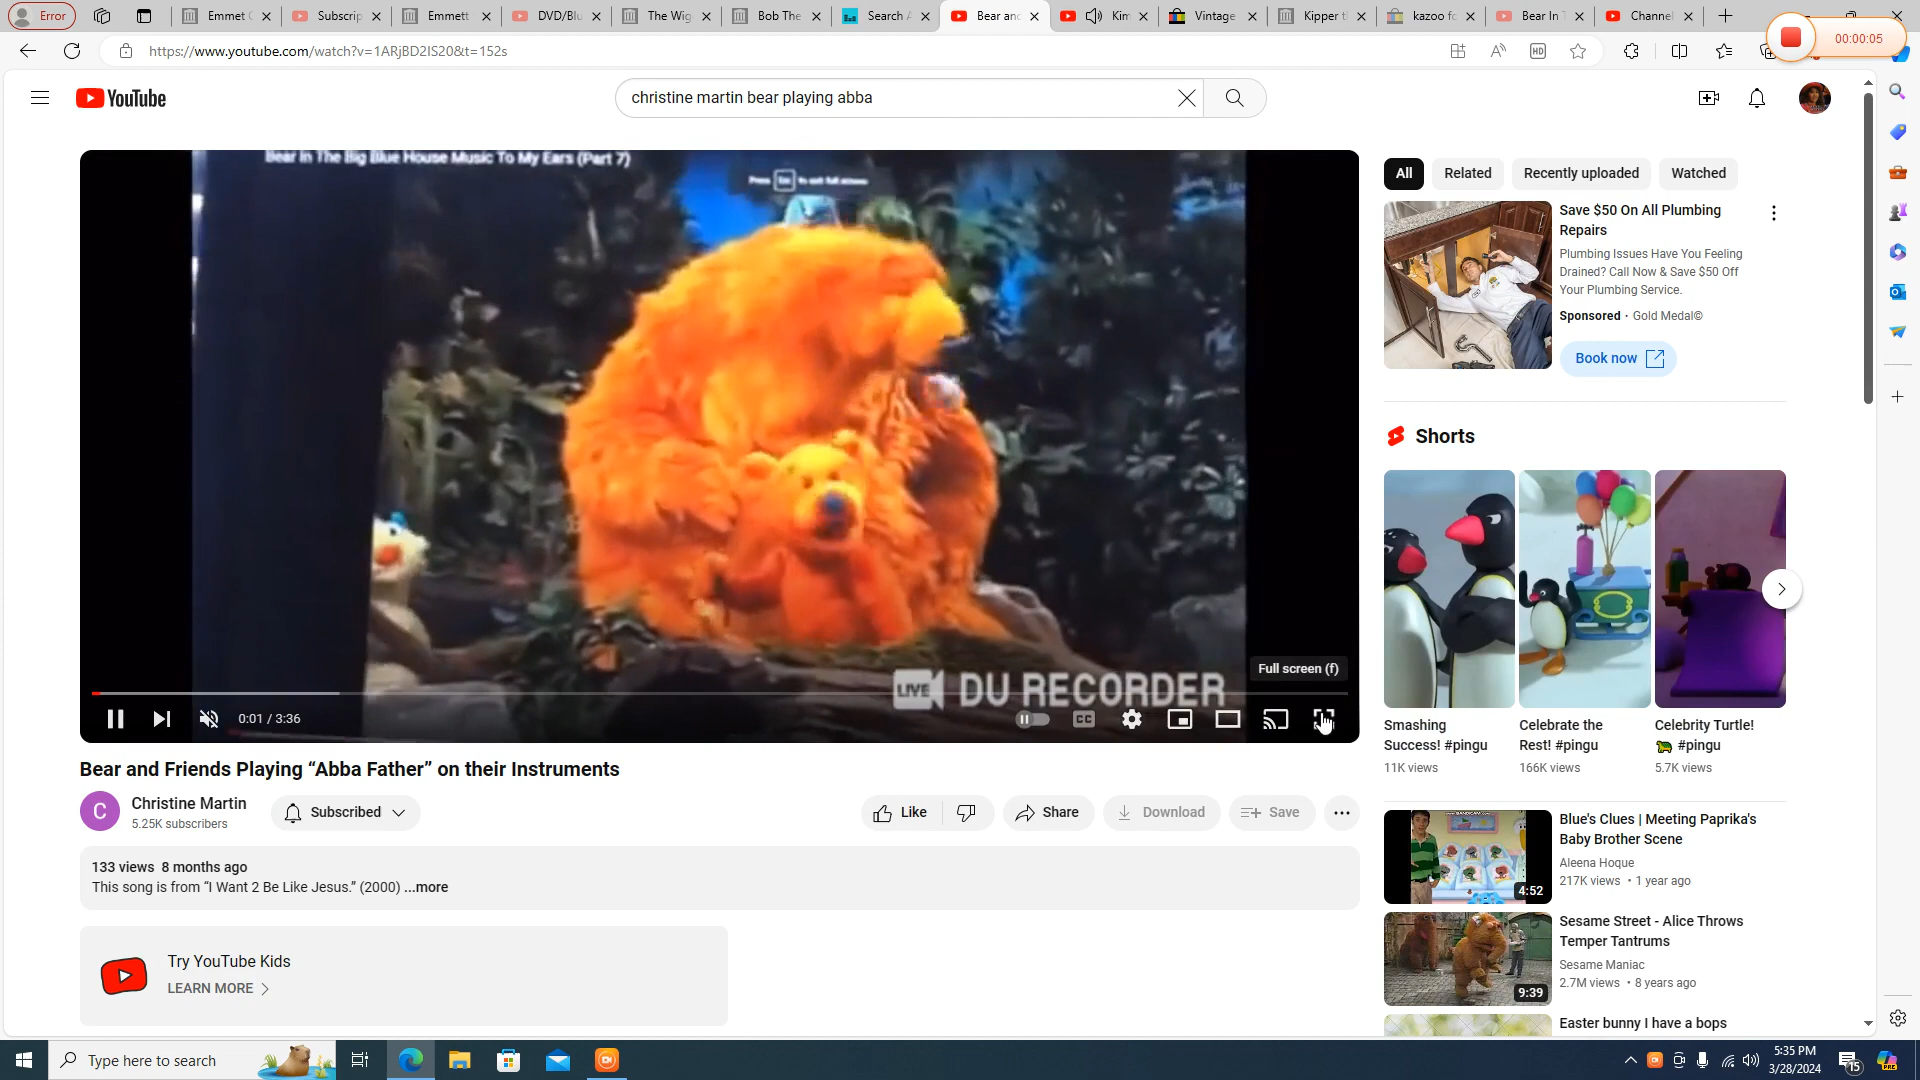 Error
Emmet
Subscrip
Emmett
DVD/Blu
The Wig
Bob The
Search
Bear and
Kim
Vintage
Kipper t
kazoo fo
Bear In
Channel
00:00:05
https://www.youtube.com/watch?v=1ARjBD2IS20&t=152s
HD
YouTube
christine martin bear playing abba
Bear In The Big Blue House Music To My Ears (Part 7)
Press Esc to exit full screen
LIVE DU RECORDER
Full screen (f)
0:01 / 3:36
CC
Bear and Friends Playing “Abba Father” on their Instruments
C
Christine Martin
5.25K subscribers
Subscribed
Like
Share
Download
Save
133 views 8 months ago
This song is from “I Want 2 Be Like Jesus.” (2000) ...more
Try YouTube Kids
LEARN MORE
All
Related
Recently uploaded
Watched
Save $50 On All Plumbing
Repairs
Plumbing Issues Have You Feeling
Drained? Call Now & Save $50 Off
Your Plumbing Service.
Sponsored · Gold Medal©
Book now
Shorts
Smashing
Success! #pingu
11K views
Celebrate the
Rest! #pingu
166K views
Celebrity Turtle!
🐢 #pingu
5.7K views
4:52
Blue's Clues | Meeting Paprika's
Baby Brother Scene
Aleena Hoque
217K views · 1 year ago
9:39
Sesame Street - Alice Throws
Temper Tantrums
Sesame Maniac
2.7M views · 8 years ago
Easter bunny I have a bops
Type here to search
5:35 PM
3/28/2024
15
PRE